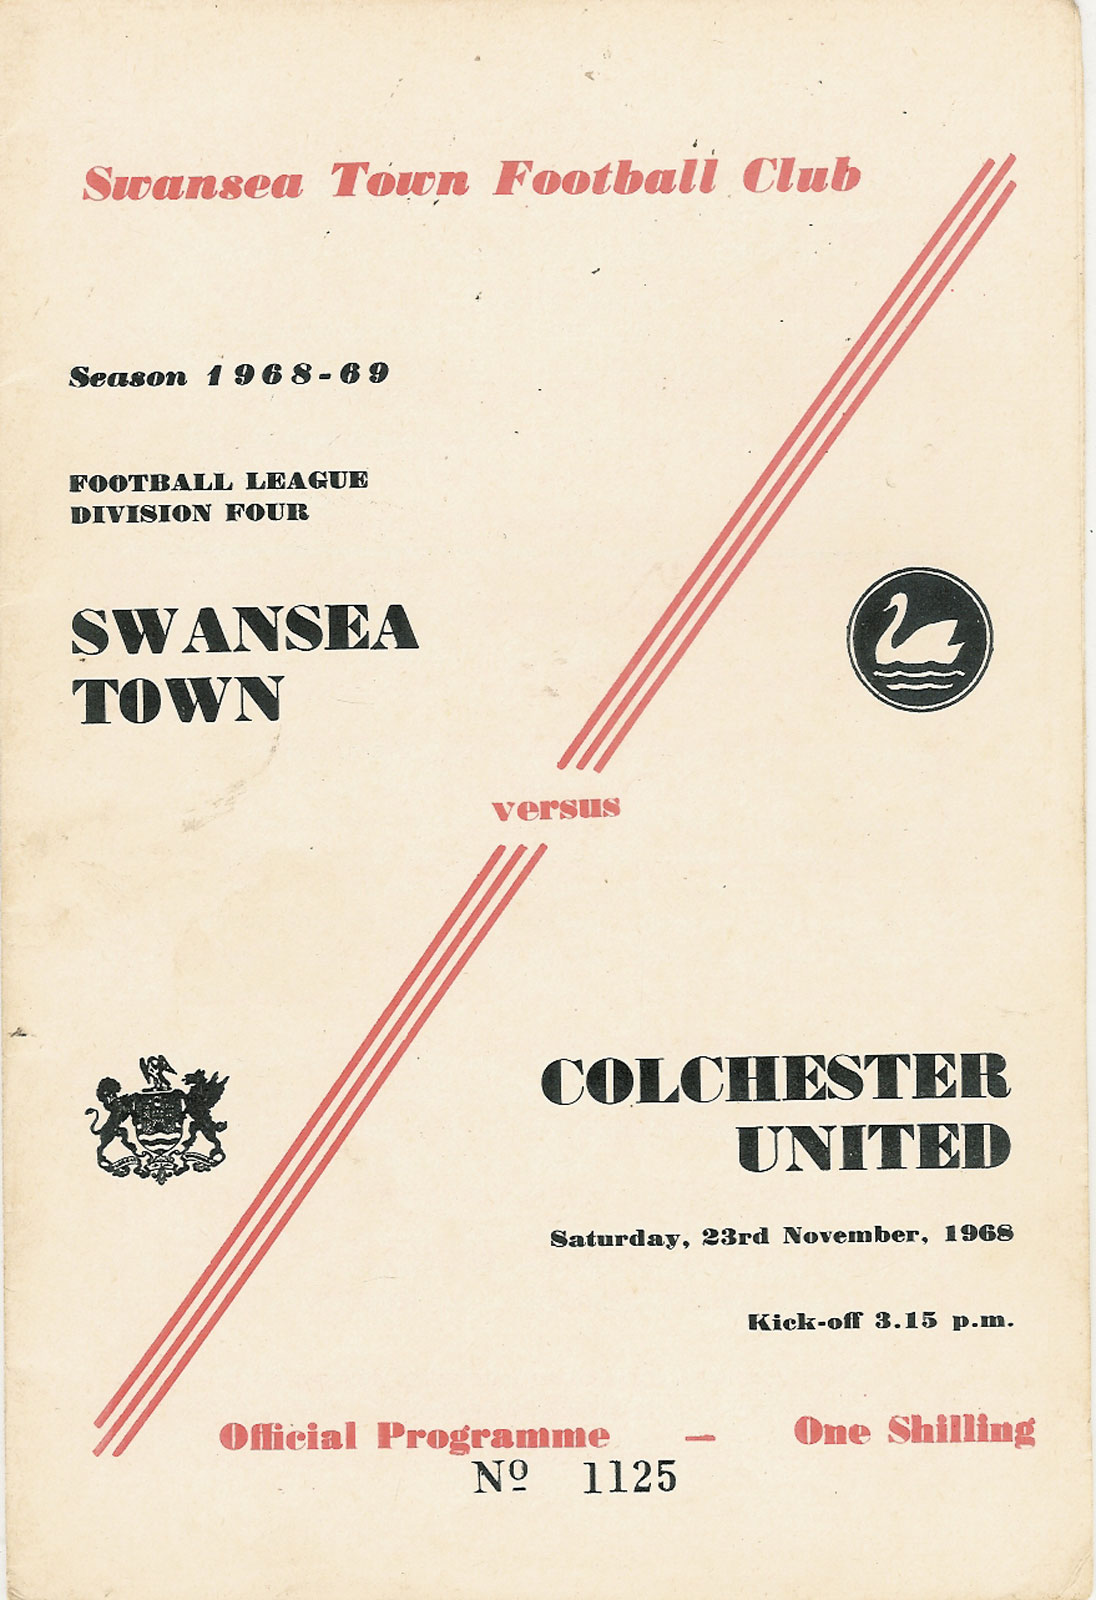 Swansea Town Football Club
Season 1968-69
FOOTBALL LEAGUE
DIVISION FOUR
SWANSEA
TOWN
versus
COLCHESTER
UNITED
Saturday, 23rd November, 1968
Kick-off 3.15 p.m.
Official Programme — One Shilling
Nº 1125